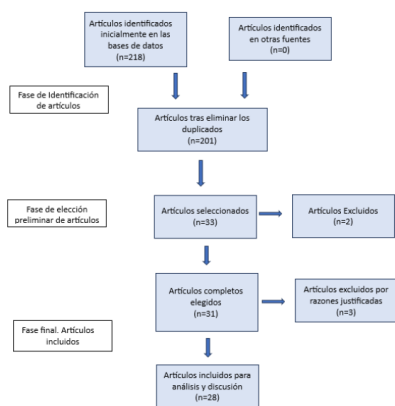 Artículos identificados
inicialmente en las
bases de datos
(n=218)
Artículos identificados
en otras fuentes
(n=0)
Fase de Identificación
de artículos
Artículos tras eliminar los
duplicados
(n=201)
Fase de elección
preliminar de artículos
Artículos seleccionados
(n=33)
Artículos Excluidos
(n=2)
Artículos completos
elegidos
(n=31)
Artículos excluidos por
razones justificadas
(n=3)
Fase final. Artículos
incluidos
Artículos incluidos para
análisis y discusión
(n=28)